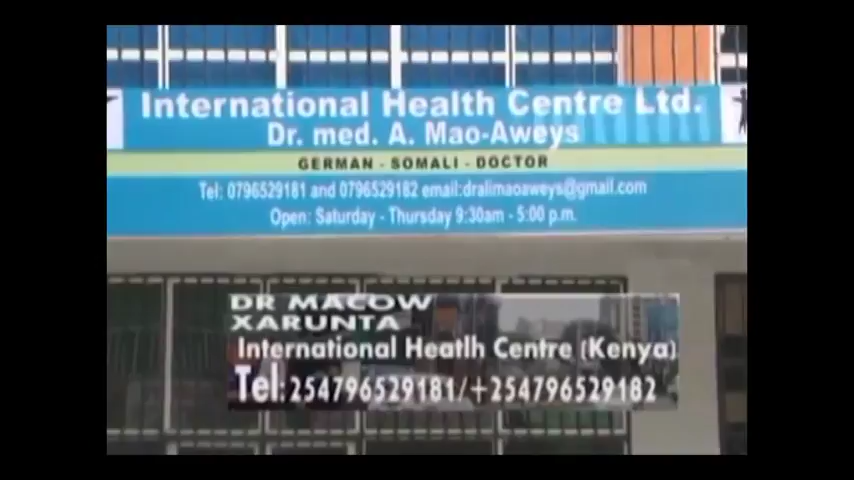 International Health Centre Ltd.
Dr. med. A. Mao-Aweys
GERMAN - SOMALI - DOCTOR
Tel: 0796529181 and 0796529182 email:dralimaoaweys@gmail.com
Open: Saturday - Thursday 9:30am - 5:00 p.m.
DR MACOW
XARUNTA
International Heatlh Centre (Kenya)
Tel:254796529181/+254796529182